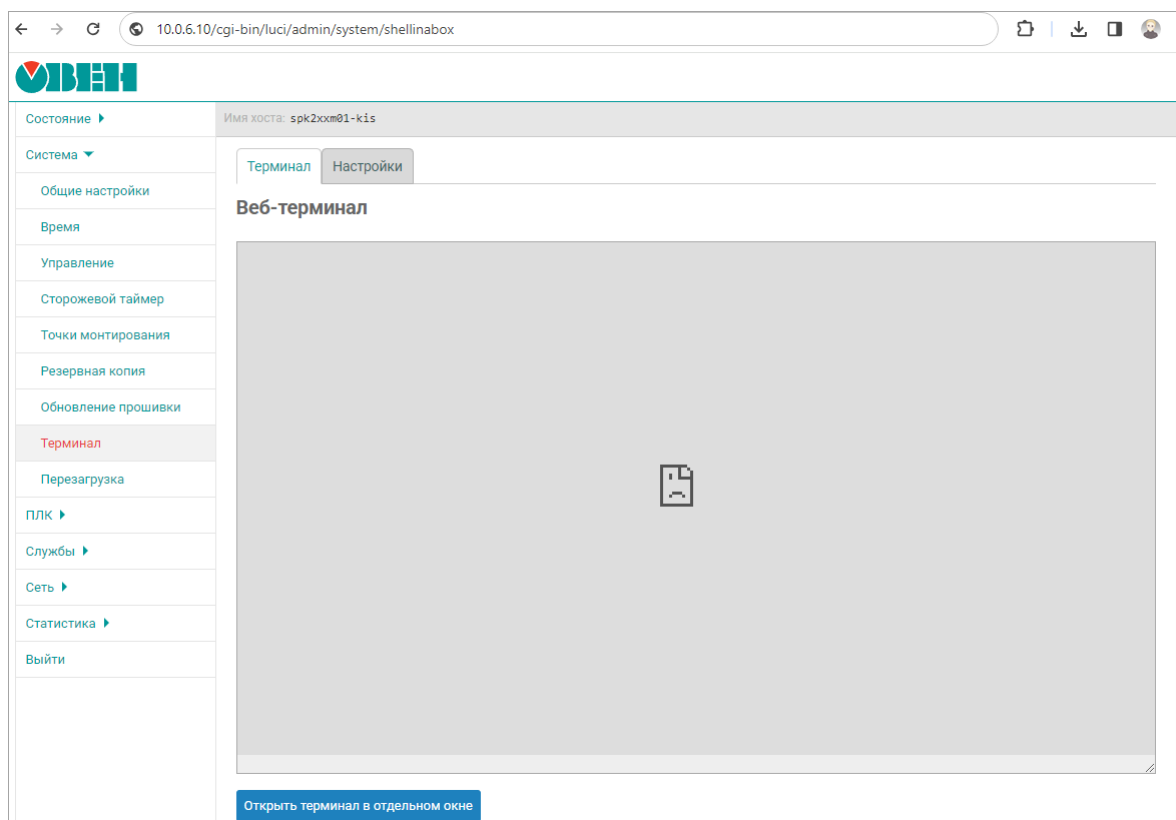 10.0.6.10/cgi-bin/luci/admin/system/shellinabox
ОВЕН
Состояние
Имя хоста: spk2xxm01-kis
Система
Терминал Настройки
Общие настройки
Веб-терминал
Время
Управление
Сторожевой таймер
Точки монтирования
Резервная копия
Обновление прошивки
Терминал
Перезагрузка
ПЛК
Службы
Сеть
Статистика
Выйти
Открыть терминал в отдельном окне